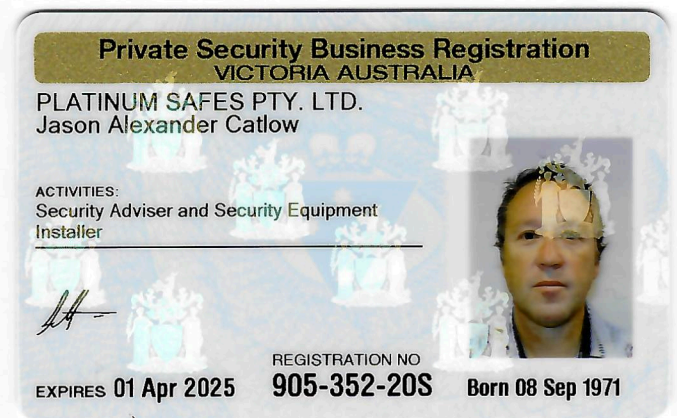 Private Security Business Registration
VICTORIA AUSTRALIA
PLATINUM SAFES PTY. LTD.
Jason Alexander Catlow
ACTIVITIES:
Security Adviser and Security Equipment
Installer
REGISTRATION NO
EXPIRES 01 Apr 2025 905-352-20S Born 08 Sep 1971